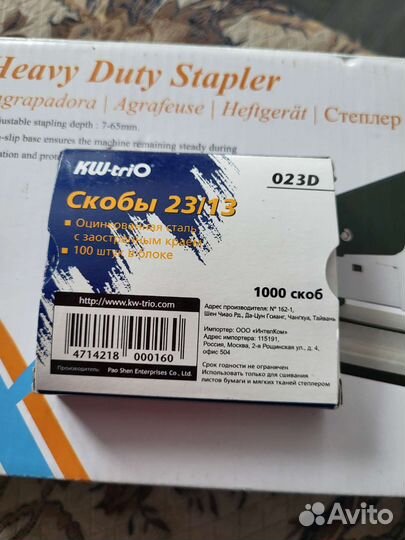 Heavy Duty Stapler
grapadora | Agrafeuse | Heftgerät | Степлер
justable stapling depth : 7-65mm.
-slip base ensures the machine remaining steady during
ation and prote
KW-triO
023D
Скобы 23/13
Оцинкованная сталь
с заостренным краем
100 штук в блоке
1000 скоб
http://www.kw-trio.com
4714218 000160
Производитель: Pao Shen Enterprises Co., Ltd.
Адрес производителя: № 162-1,
Шен Чиао Рд., Да-Цун Гсианг, Чангхуа, Тайвань
Импортер: ООО «ИнтелКом»
Адрес импортера: 115191,
Россия, Москва, 2-я Рощинская ул., д. 4,
офис 504
Срок годности не ограничен
Использовать только для сшивания
листов бумаги и мягких тканей степлером
Avito